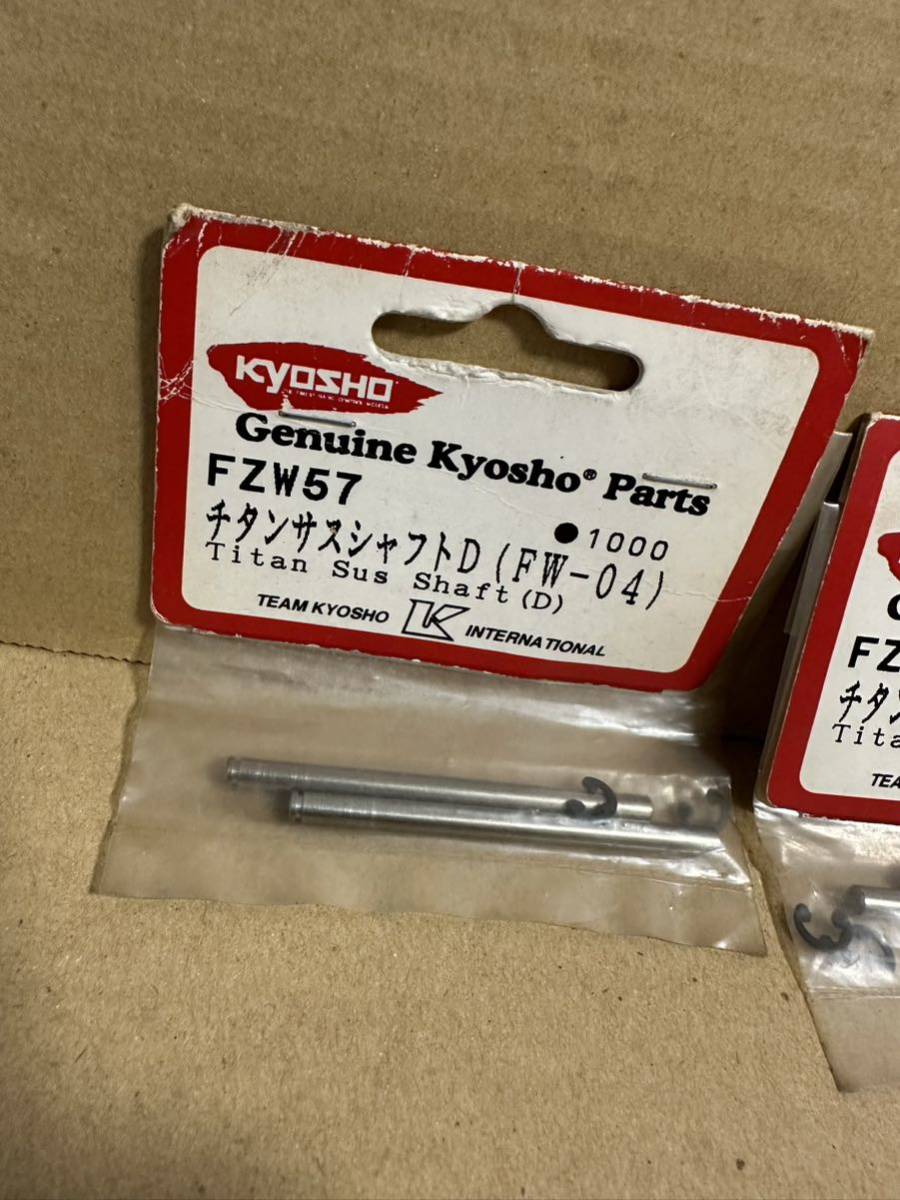 KYOSHO
Genuine Kyosho® Parts
FZW57
●1000
チタンサスシャフトD (FW-04)
Titan Sus Shaft (D)
TEAM KYOSHO K INTERNATIONAL
FZ
チタ
Tita
TEA